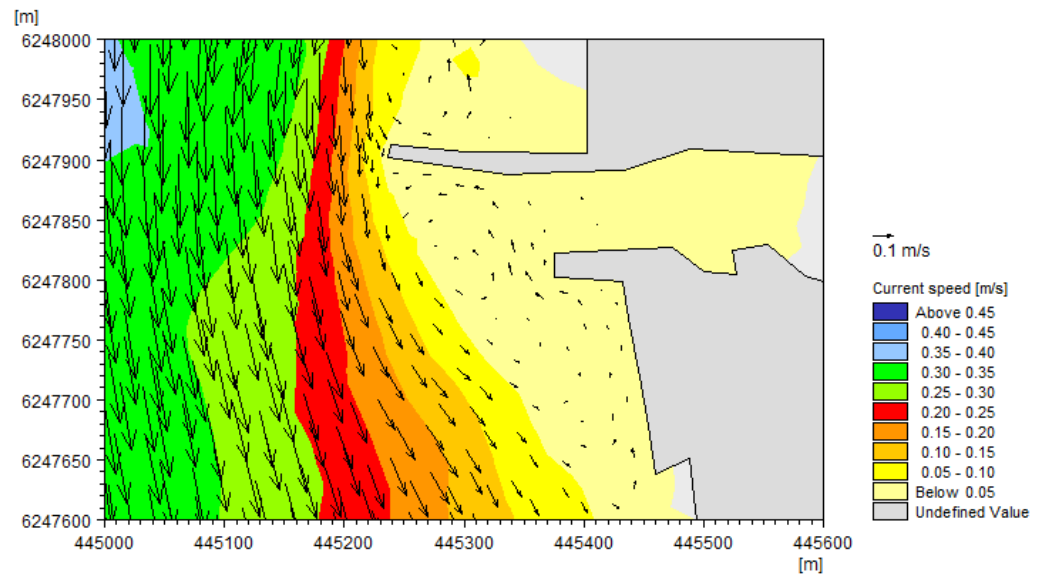 [m]
6248000
6247950
6247900
6247850
6247800
6247750
6247700
6247650
6247600
445000 445100 445200 445300 445400 445500 445600
[m]
0.1 m/s
Current speed [m/s]
Above 0.45
0.40 - 0.45
0.35 - 0.40
0.30 - 0.35
0.25 - 0.30
0.20 - 0.25
0.15 - 0.20
0.10 - 0.15
0.05 - 0.10
Below 0.05
Undefined Value